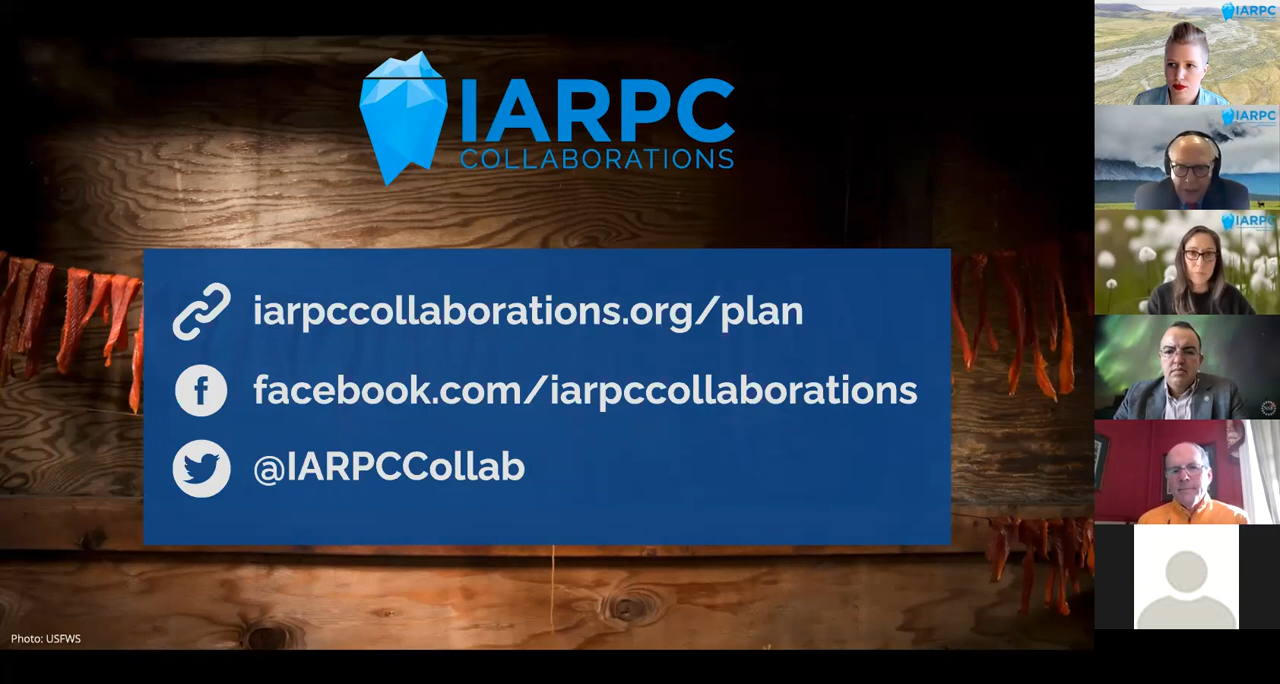 IARPC
COLLABORATIONS
iarpccollaborations.org/plan
facebook.com/iarpccollaborations
@IARPCCollab
Photo: USFWS
IARPC
IARPC
IARPC